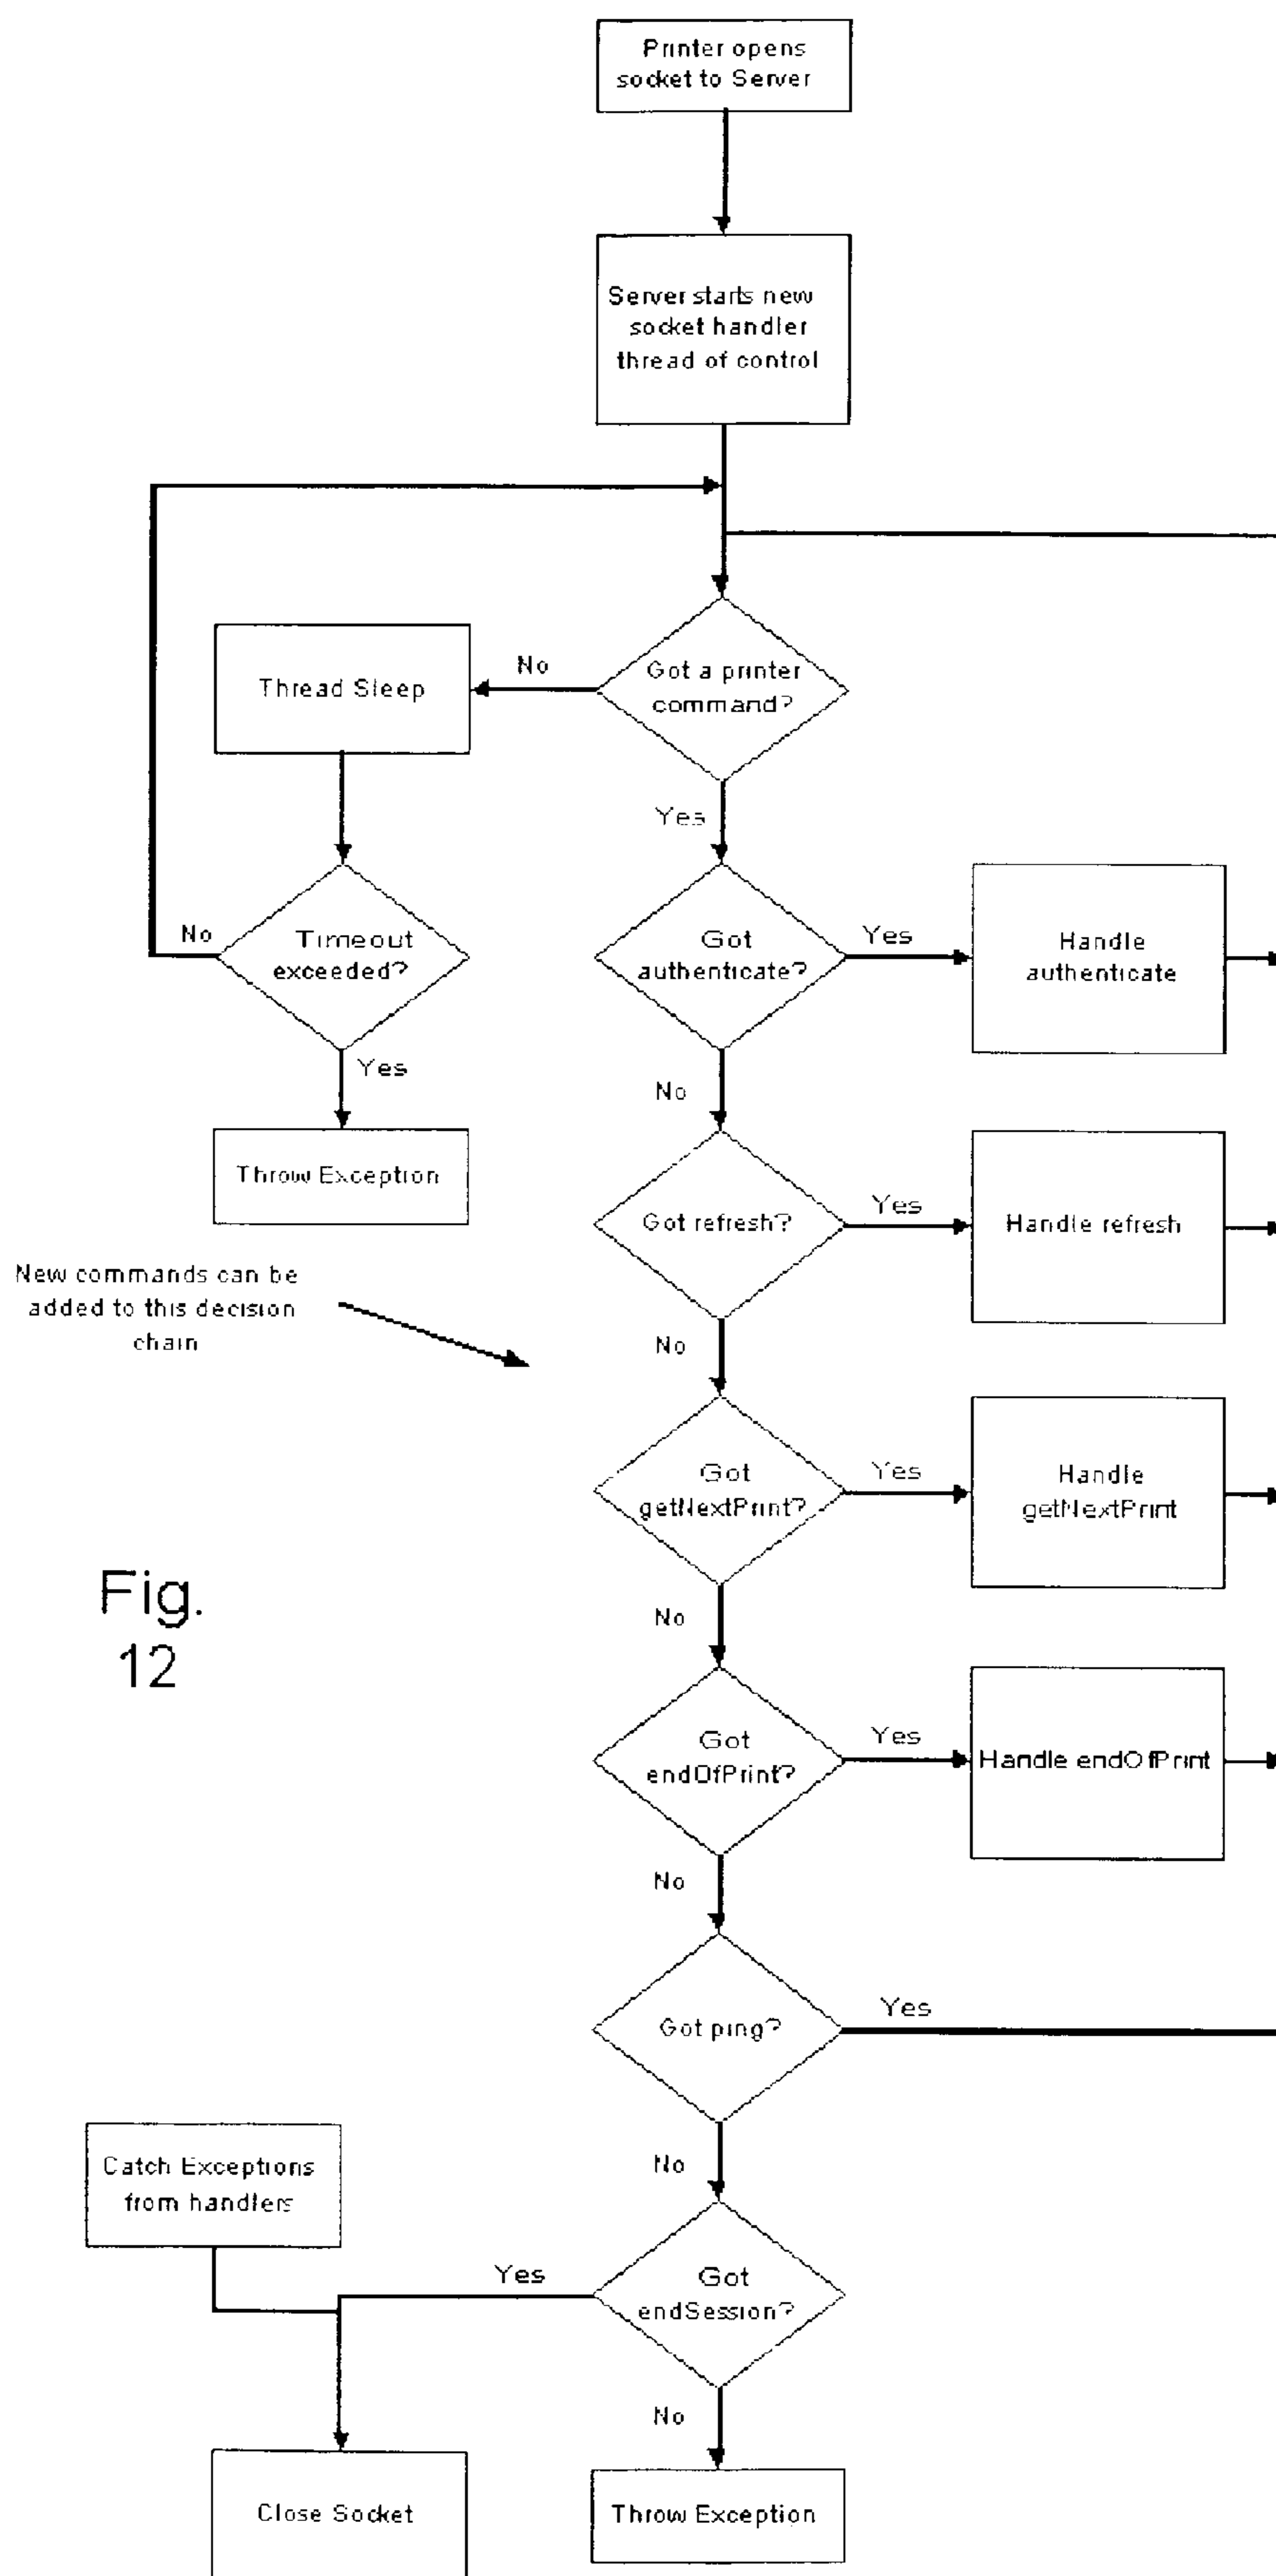 Printer opens
socket to Server
Server starts new
socket handler
thread of control
Got a printer
command?
No
Thread Sleep
Yes
Timeout
exceeded?
No
Yes
Throw Exception
Got
authenticate?
Yes
Handle
authenticate
No
Got refresh?
Yes
Handle refresh
New commands can be
added to this decision
chain
No
Got
getNextPrint?
Yes
Handle
getNextPrint
Fig.
12
No
Got
endOfPrint?
Yes
Handle endOfPrint
No
Got ping?
Yes
No
Catch Exceptions
from handlers
Got
endSession?
Yes
No
Close Socket
Throw Exception